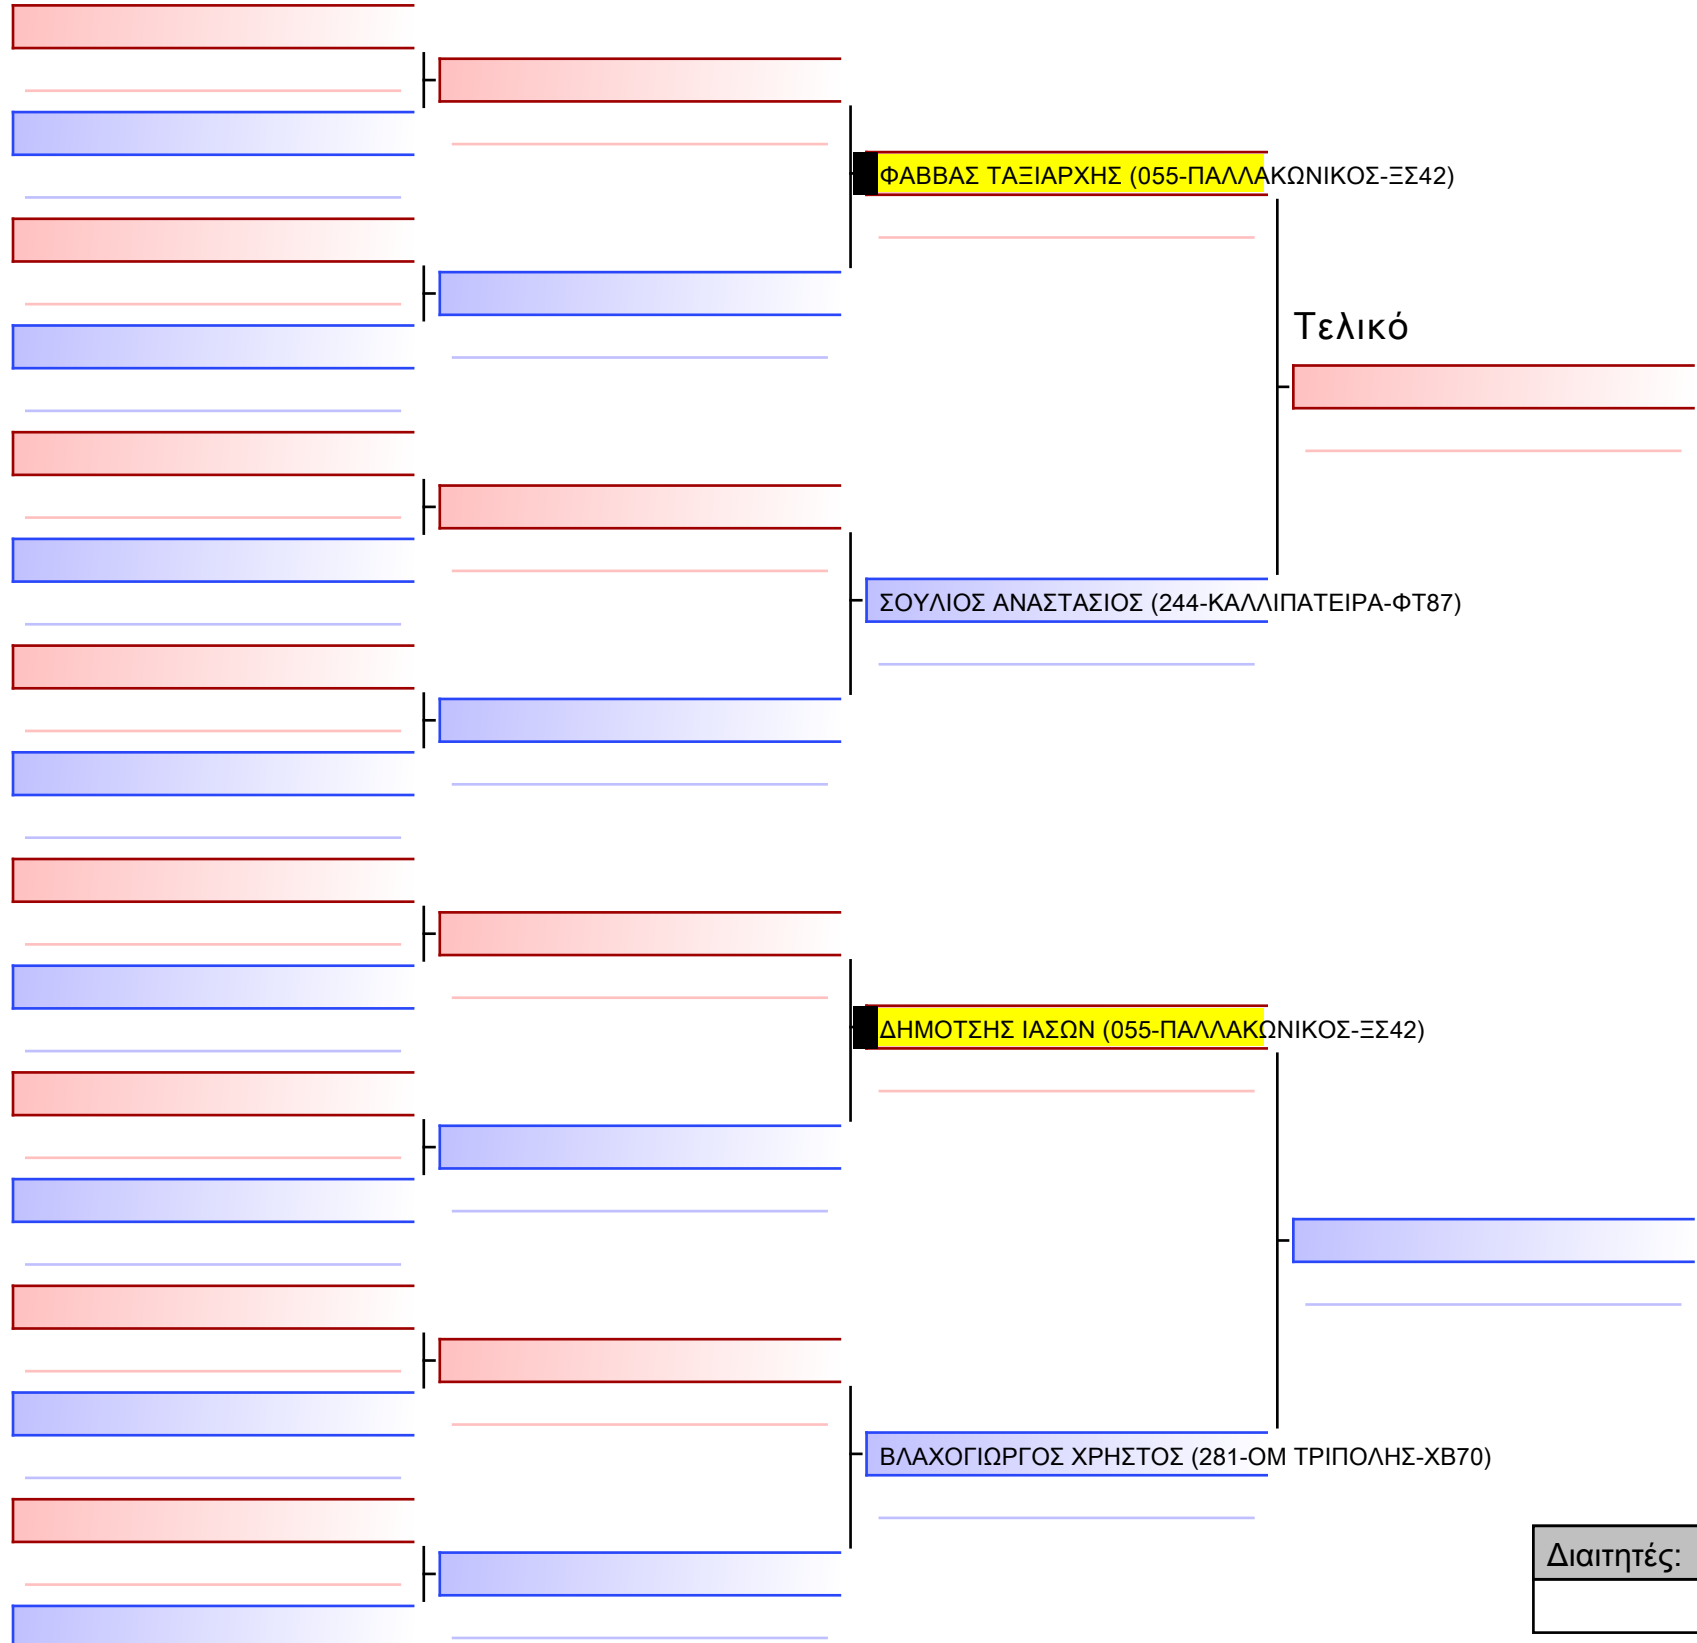 ΦΑΒΒΑΣ ΤΑΞΙΑΡΧΗΣ (055-ΠΑΛΛΑΚΩΝΙΚΟΣ-ΞΣ42)
Τελικό
ΣΟΥΛΙΟΣ ΑΝΑΣΤΑΣΙΟΣ (244-ΚΑΛΛΙΠΑΤΕΙΡΑ-ΦΤ87)
ΔΗΜΟΤΣΗΣ ΙΑΣΩΝ (055-ΠΑΛΛΑΚΩΝΙΚΟΣ-ΞΣ42)
ΒΛΑΧΟΓΙΩΡΓΟΣ ΧΡΗΣΤΟΣ (281-ΟΜ ΤΡΙΠΟΛΗΣ-ΧΒ70)
Διαιτητές: